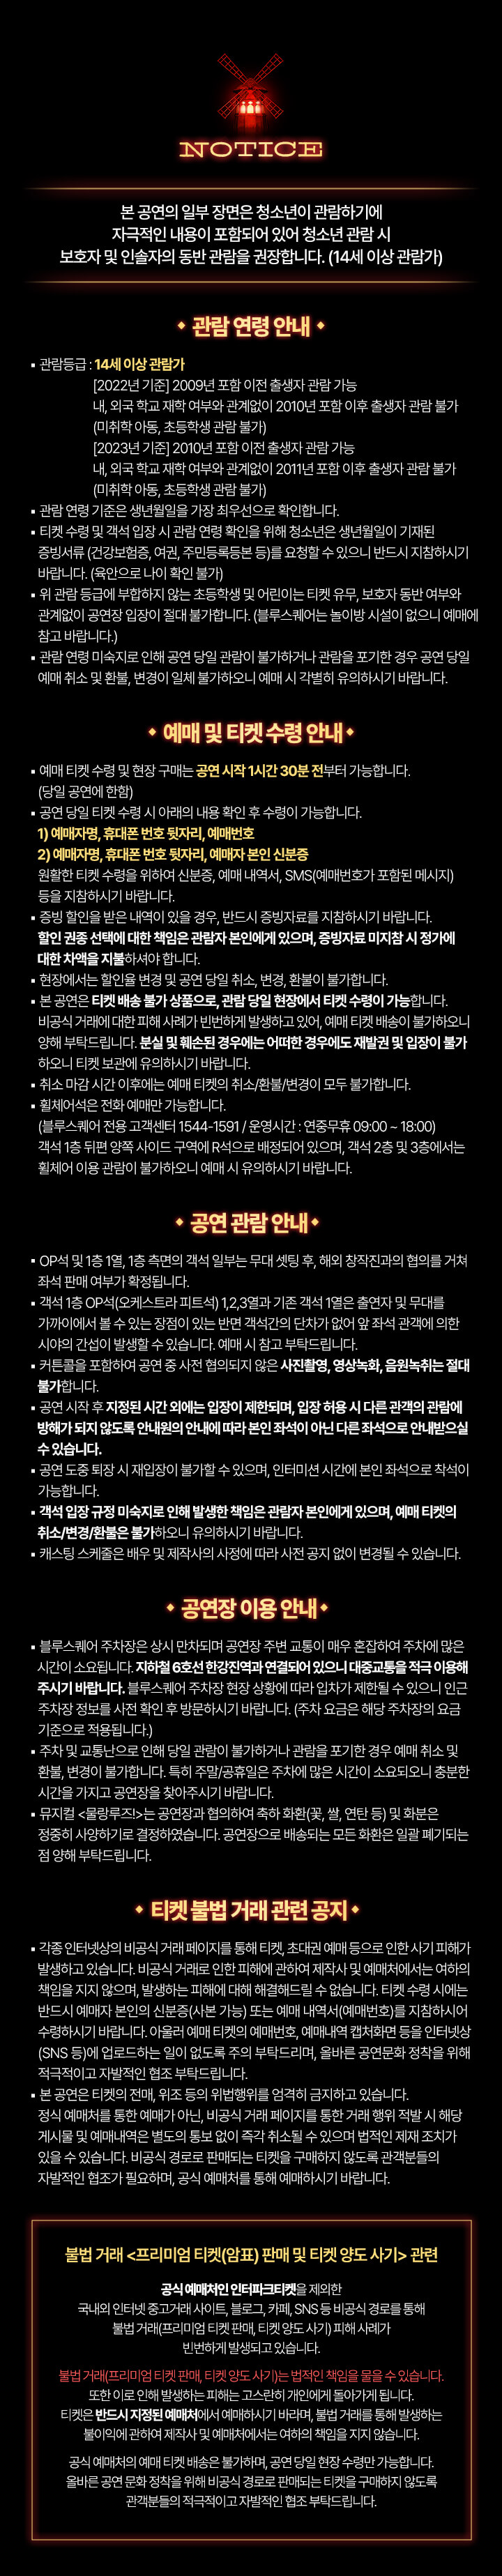 NOTICE
본 공연의 일부 장면은 청소년이 관람하기에
자극적인 내용이 포함되어 있어 청소년 관람 시
보호자 및 인솔자의 동반 관람을 권장합니다. (14세 이상 관람가)
관람 연령 안내
▪ 관람등급 : 14세 이상 관람가
[2022년 기준] 2009년 포함 이전 출생자 관람 가능
내, 외국 학교 재학 여부와 관계없이 2010년 포함 이후 출생자 관람 불가
(미취학 아동, 초등학생 관람 불가)
[2023년 기준] 2010년 포함 이전 출생자 관람 가능
내, 외국 학교 재학 여부와 관계없이 2011년 포함 이후 출생자 관람 불가
(미취학 아동, 초등학생 관람 불가)
▪ 관람 연령 기준은 생년월일을 가장 최우선으로 확인합니다.
▪ 티켓 수령 및 객석 입장 시 관람 연령 확인을 위해 청소년은 생년월일이 기재된
증빙서류 (건강보험증, 여권, 주민등록등본 등)를 요청할 수 있으니 반드시 지참하시기
바랍니다. (육안으로 나이 확인 불가)
▪ 위 관람 등급에 부합하지 않는 초등학생 및 어린이는 티켓 유무, 보호자 동반 여부와
관계없이 공연장 입장이 절대 불가합니다. (블루스퀘어는 놀이방 시설이 없으니 예매에
참고 바랍니다.)
▪ 관람 연령 미숙지로 인해 공연 당일 관람이 불가하거나 관람을 포기한 경우 공연 당일
예매 취소 및 환불, 변경이 일체 불가하오니 예매 시 각별히 유의하시기 바랍니다.
예매 및 티켓 수령 안내
▪ 예매 티켓 수령 및 현장 구매는 공연 시작 1시간 30분 전부터 가능합니다.
(당일 공연에 한함)
▪ 공연 당일 티켓 수령 시 아래의 내용 확인 후 수령이 가능합니다.
1) 예매자명, 휴대폰 번호 뒷자리, 예매번호
2) 예매자명, 휴대폰 번호 뒷자리, 예매자 본인 신분증
원활한 티켓 수령을 위하여 신분증, 예매 내역서, SMS(예매번호가 포함된 메시지)
등을 지참하시기 바랍니다.
▪ 증빙 할인을 받은 내역이 있을 경우, 반드시 증빙자료를 지참하시기 바랍니다.
할인 권종 선택에 대한 책임은 관람자 본인에게 있으며, 증빙자료 미지참 시 정가에
대한 차액을 지불하셔야 합니다.
▪ 현장에서는 할인율 변경 및 공연 당일 취소, 변경, 환불이 불가합니다.
▪ 본 공연은 티켓 배송 불가 상품으로, 관람 당일 현장에서 티켓 수령이 가능합니다.
비공식 거래에 대한 피해 사례가 빈번하게 발생하고 있어, 예매 티켓 배송이 불가하오니
양해 부탁드립니다. 분실 및 훼손된 경우에는 어떠한 경우에도 재발권 및 입장이 불가
하오니 티켓 보관에 유의하시기 바랍니다.
▪ 취소 마감 시간 이후에는 예매 티켓의 취소/환불/변경이 모두 불가합니다.
▪ 휠체어석은 전화 예매만 가능합니다.
(블루스퀘어 전용 고객센터 1544-1591 / 운영시간 : 연중무휴 09:00 ~ 18:00)
객석 1층 뒤편 양쪽 사이드 구역에 R석으로 배정되어 있으며, 객석 2층 및 3층에서는
휠체어 이용 관람이 불가하오니 예매 시 유의하시기 바랍니다.
공연 관람 안내
▪ OP석 및 1층 1열, 1층 측면의 객석 일부는 무대 셋팅 후, 해외 창작진과의 협의를 거쳐
좌석 판매 여부가 확정됩니다.
▪ 객석 1층 OP석(오케스트라 피트석) 1,2,3열과 기존 객석 1열은 출연자 및 무대를
가까이에서 볼 수 있는 장점이 있는 반면 객석간의 단차가 없어 앞 좌석 관객에 의한
시야의 간섭이 발생할 수 있습니다. 예매 시 참고 부탁드립니다.
▪ 커튼콜을 포함하여 공연 중 사전 협의되지 않은 사진촬영, 영상녹화, 음원녹취는 절대
불가합니다.
▪ 공연 시작 후 지정된 시간 외에는 입장이 제한되며, 입장 허용 시 다른 관객의 관람에
방해가 되지 않도록 안내원의 안내에 따라 본인 좌석이 아닌 다른 좌석으로 안내받으실
수 있습니다.
▪ 공연 도중 퇴장 시 재입장이 불가할 수 있으며, 인터미션 시간에 본인 좌석으로 착석이
가능합니다.
▪ 객석 입장 규정 미숙지로 인해 발생한 책임은 관람자 본인에게 있으며, 예매 티켓의
취소/변경/환불은 불가하오니 유의하시기 바랍니다.
▪ 캐스팅 스케줄은 배우 및 제작사의 사정에 따라 사전 공지 없이 변경될 수 있습니다.
공연장 이용 안내
▪ 블루스퀘어 주차장은 상시 만차되며 공연장 주변 교통이 매우 혼잡하여 주차에 많은
시간이 소요됩니다. 지하철 6호선 한강진역과 연결되어 있으니 대중교통을 적극 이용해
주시기 바랍니다. 블루스퀘어 주차장 현장 상황에 따라 입차가 제한될 수 있으니 인근
주차장 정보를 사전 확인 후 방문하시기 바랍니다. (주차 요금은 해당 주차장의 요금
기준으로 적용됩니다.)
▪ 주차 및 교통난으로 인해 당일 관람이 불가하거나 관람을 포기한 경우 예매 취소 및
환불, 변경이 불가합니다. 특히 주말/공휴일은 주차에 많은 시간이 소요되오니 충분한
시간을 가지고 공연장을 찾아주시기 바랍니다.
▪ 뮤지컬 <물랑루즈!>는 공연장과 협의하여 축하 화환(꽃, 쌀, 연탄 등) 및 화분은
정중히 사양하기로 결정하였습니다. 공연장으로 배송되는 모든 화환은 일괄 폐기되는
점 양해 부탁드립니다.
티켓 불법 거래 관련 공지
▪ 각종 인터넷상의 비공식 거래 페이지를 통해 티켓, 초대권 예매 등으로 인한 사기 피해가
발생하고 있습니다. 비공식 거래로 인한 피해에 관하여 제작사 및 예매처에서는 여하의
책임을 지지 않으며, 발생하는 피해에 대해 해결해드릴 수 없습니다. 티켓 수령 시에는
반드시 예매자 본인의 신분증(사본 가능) 또는 예매 내역서(예매번호)를 지참하시어
수령하시기 바랍니다. 아울러 예매 티켓의 예매번호, 예매내역 캡처화면 등을 인터넷상
(SNS 등)에 업로드하는 일이 없도록 주의 부탁드리며, 올바른 공연문화 정착을 위해
적극적이고 자발적인 협조 부탁드립니다.
▪ 본 공연은 티켓의 전매, 위조 등의 위법행위를 엄격히 금지하고 있습니다.
정식 예매처를 통한 예매가 아닌, 비공식 거래 페이지를 통한 거래 행위 적발 시 해당
게시물 및 예매내역은 별도의 통보 없이 즉각 취소될 수 있으며 법적인 제재 조치가
있을 수 있습니다. 비공식 경로로 판매되는 티켓을 구매하지 않도록 관객분들의
자발적인 협조가 필요하며, 공식 예매처를 통해 예매하시기 바랍니다.
불법 거래 <프리미엄 티켓(암표) 판매 및 티켓 양도 사기> 관련
공식 예매처인 인터파크티켓을 제외한
국내외 인터넷 중고거래 사이트, 블로그, 카페, SNS 등 비공식 경로를 통해
불법 거래(프리미엄 티켓 판매, 티켓 양도 사기) 피해 사례가
빈번하게 발생되고 있습니다.
불법 거래(프리미엄 티켓 판매, 티켓 양도 사기)는 법적인 책임을 물을 수 있습니다.
또한 이로 인해 발생하는 피해는 고스란히 개인에게 돌아가게 됩니다.
티켓은 반드시 지정된 예매처에서 예매하시기 바라며, 불법 거래를 통해 발생하는
불이익에 관하여 제작사 및 예매처에서는 여하의 책임을 지지 않습니다.
공식 예매처의 예매 티켓 배송은 불가하며, 공연 당일 현장 수령만 가능합니다.
올바른 공연 문화 정착을 위해 비공식 경로로 판매되는 티켓을 구매하지 않도록
관객분들의 적극적이고 자발적인 협조 부탁드립니다.